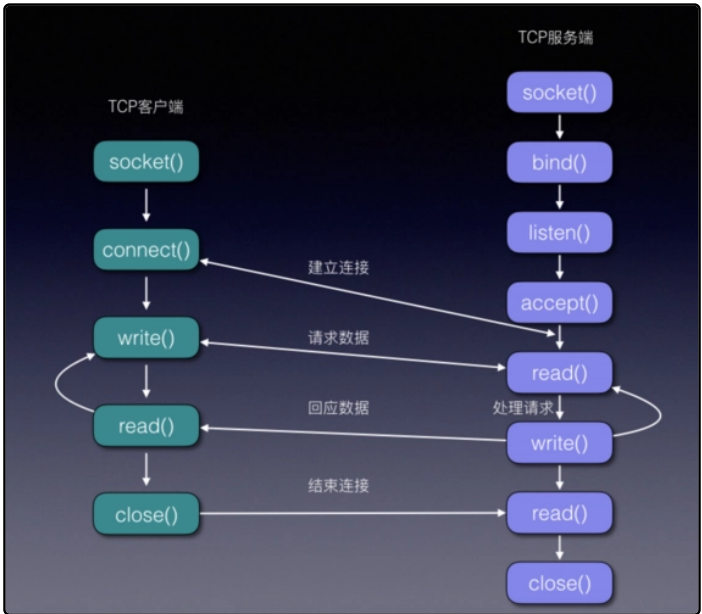 TCP服务端
TCP客户端
socket()
socket()
bind()
connect()
listen()
建立连接
accept()
write()
请求数据
read()
回应数据
处理请求
read()
write()
结束连接
close()
read()
close()